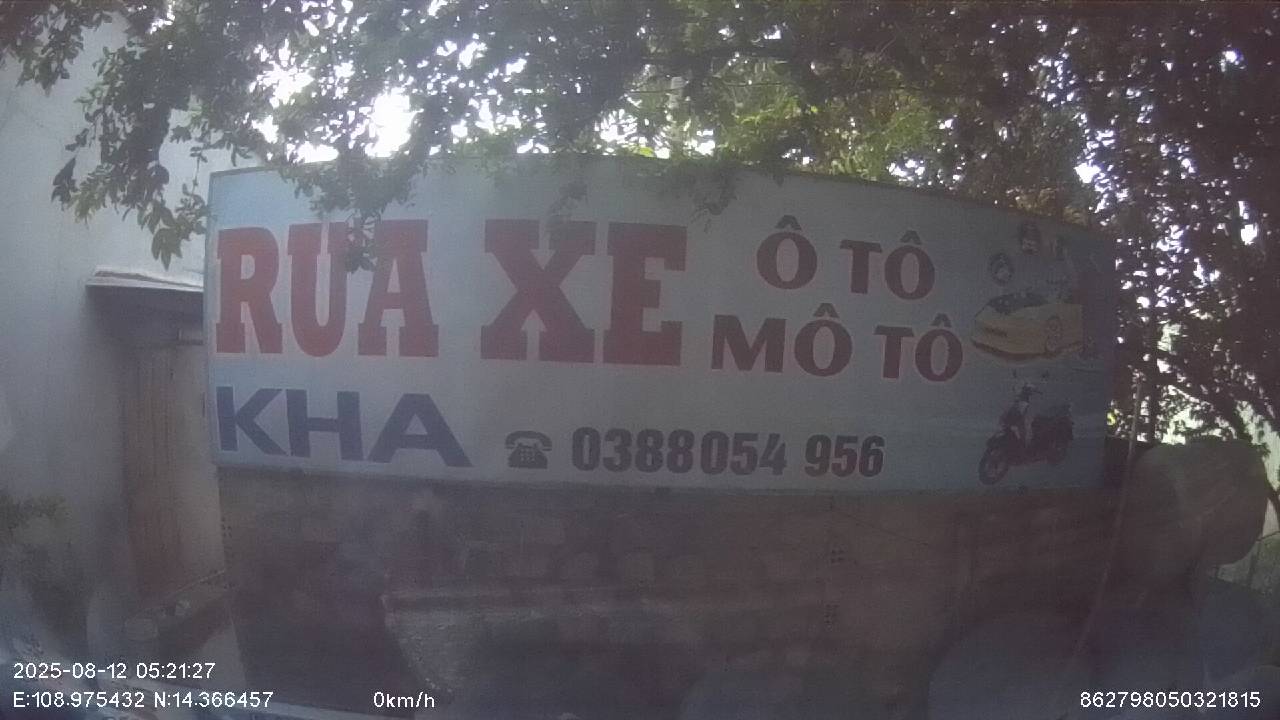 RUA XE
Ô TÔ
MÔ TÔ
KHA
0388054 956
2025-08-12 05:21:27
E:108.975432 N:14.366457
0km/h
862798050321815